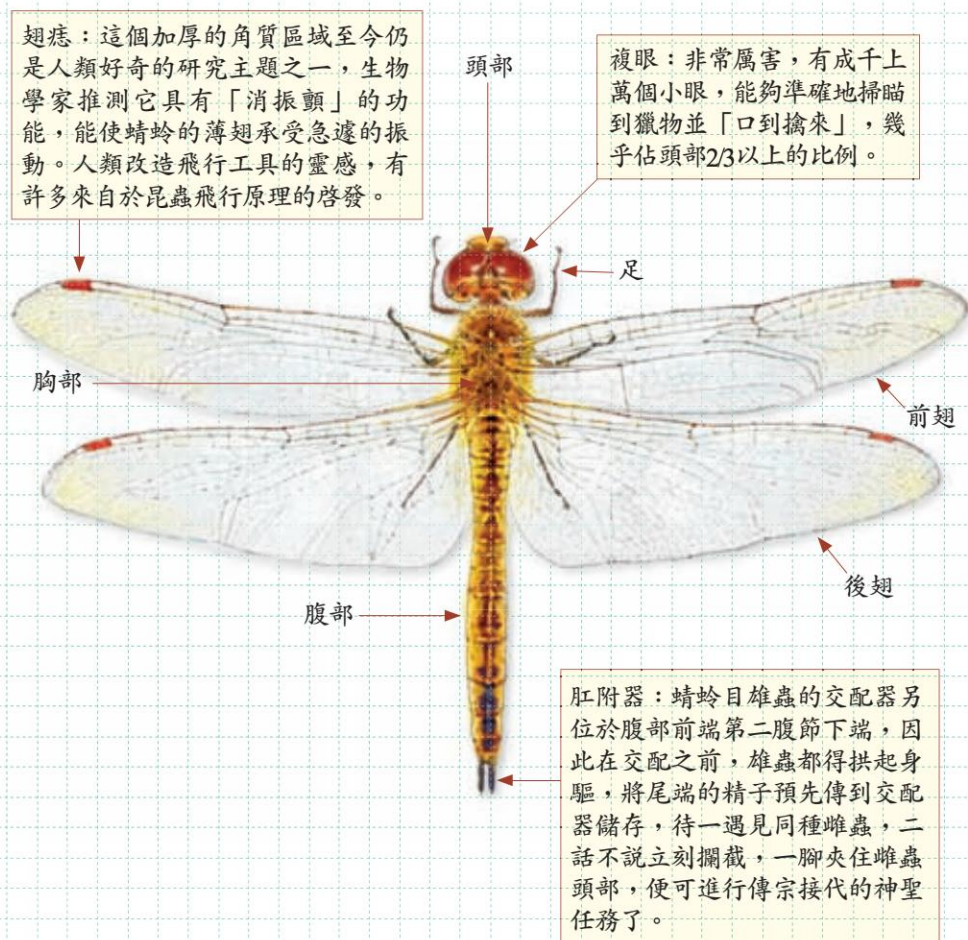 翅痣：這個加厚的角質區域至今仍
是人類好奇的研究主題之一，生物
學家推測它具有「消振顫」的功
能，能使蜻蛉的薄翅承受急遽的振
動。人類改造飛行工具的靈感，有
許多來自於昆蟲飛行原理的啓發。
頭部
複眼：非常厲害，有成千上
萬個小眼，能夠準確地掃瞄
到獵物並「口到擒來」，幾
乎佔頭部2/3以上的比例。
足
胸部
前翅
後翅
腹部
肛附器：蜻蛉目雄蟲的交配器另
位於腹部前端第二腹節下端，因
此在交配之前，雄蟲都得拱起身
驅，將尾端的精子預先傳到交配
器儲存，待一遇見同種雌蟲，二
話不說立刻攔截，一腳夾住雌蟲
頭部，便可進行傳宗接代的神聖
任務了。